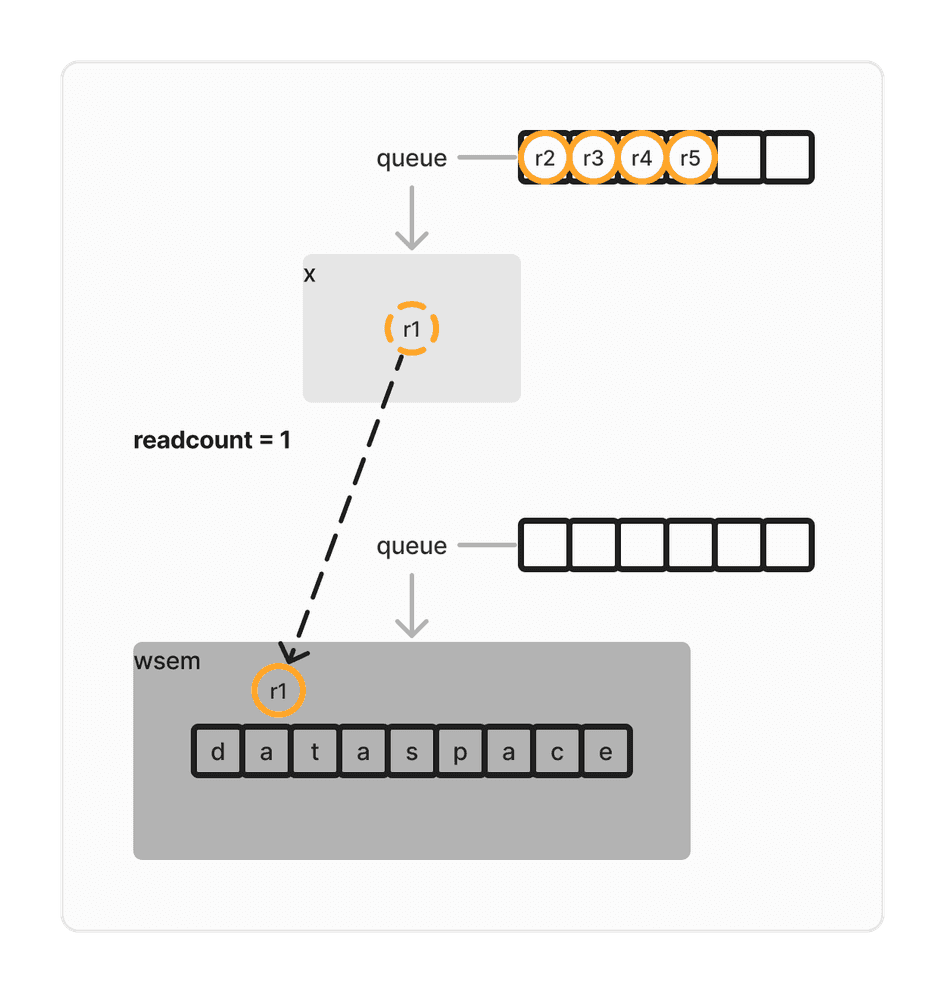 queue r2 r3 r4 r5
x
r1
readcount = 1
queue
wsem
r1
d a t a s p a c e